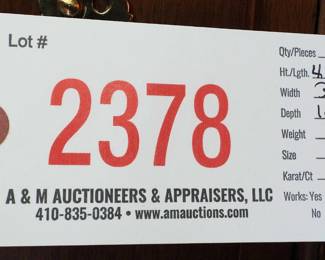 Lot #
2378
A & M AUCTIONEERS & APPRAISERS, LLC
410-835-0384 • www.amauctions.com
Qty/Pieces
Ht./Lgth.
Width
Depth
Weight
Size
Karat/Ct
Works: Yes
No